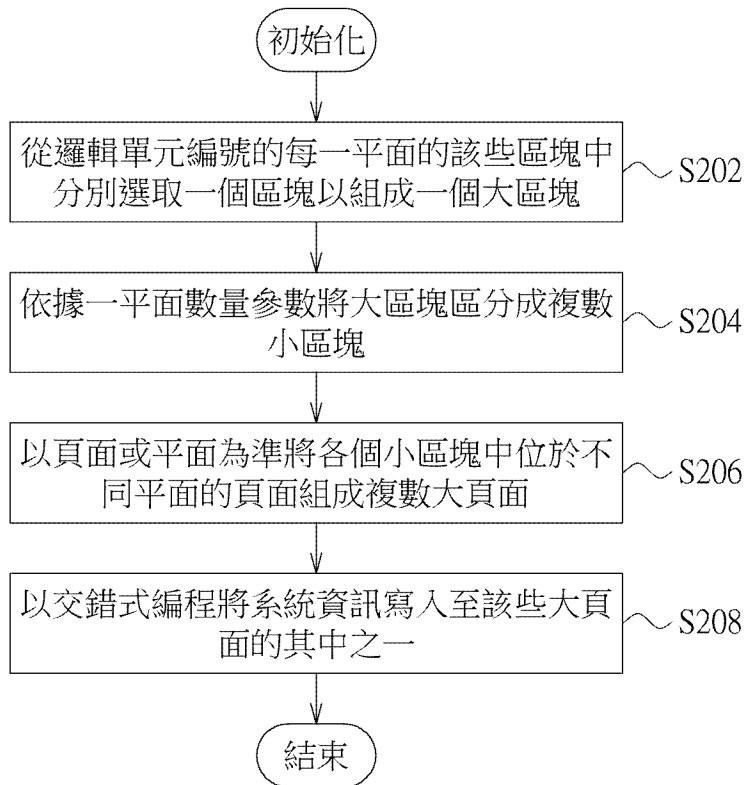 初始化
從邏輯單元編號的每一平面的該些區塊中
分別選取一個區塊以組成一個大區塊
S202
依據一平面數量參數將大區塊區分成複數
小區塊
S204
以頁面或平面為準將各個小區塊中位於不
同平面的頁面組成複數大頁面
S206
以交錯式編程將系統資訊寫入至該些大頁
面的其中之一
S208
結束